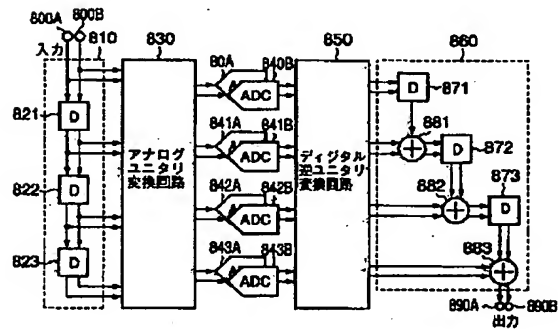 800A 800B
810
830
850
860
入力
80A 840B
A ADC
D 871
821 D
841A 841B
A ADC
881
D 872
アナログ
ユニタリ
変換回路
ディジタル
逆ユニタリ
変換回路
822 D
842A 842B
A ADC
882
873
D
823 D
843A 843B
A ADC
883
890A 890B
出力